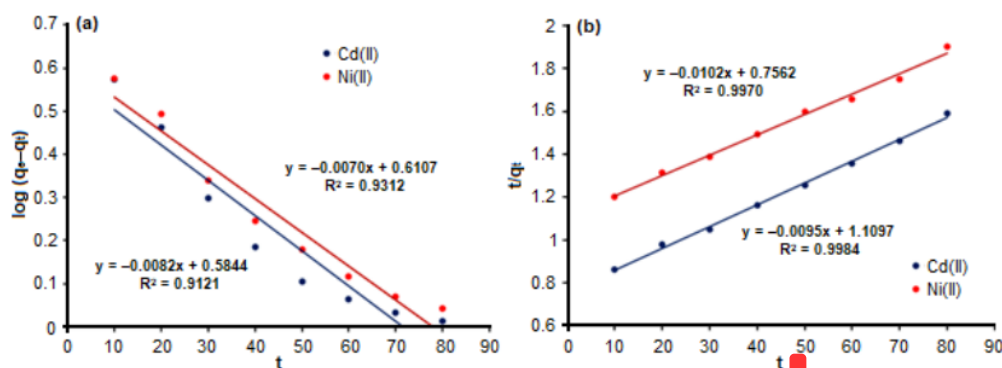 (a)
0.7
0.6
0.5
0.4
0.3
0.2
0.1
0
log (qₑ–qₜ)
Cd(II)
Ni(II)
y = –0.0070x + 0.6107
R² = 0.9312
y = –0.0082x + 0.5844
R² = 0.9121
0 10 20 30 40 50 60 70 80 90
t
(b)
2
1.8
1.6
1.4
1.2
1
0.8
0.6
t/qₜ
y = –0.0102x + 0.7562
R² = 0.9970
y = –0.0095x + 1.1097
R² = 0.9984
Cd(II)
Ni(II)
0 10 20 30 40 50 60 70 80 90
t